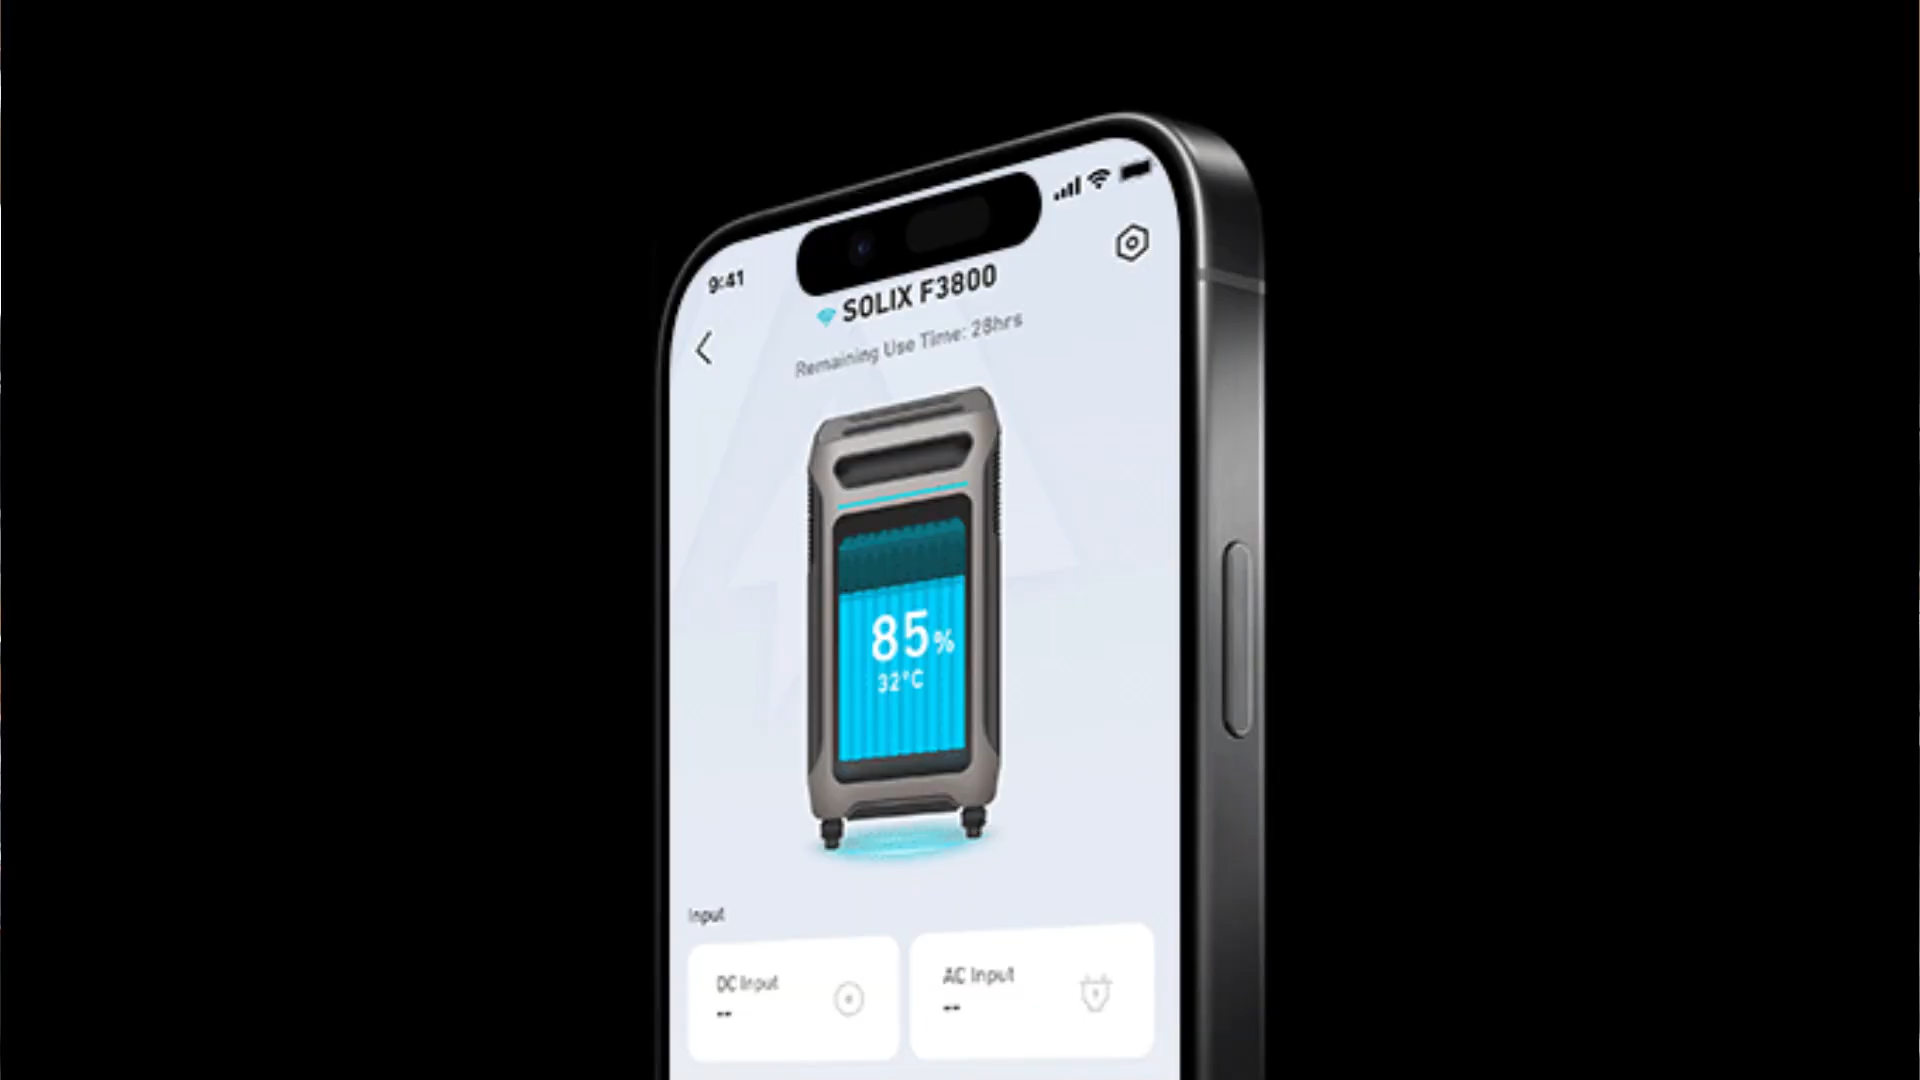 9:41
SOLIX F3800
Remaining Use Time: 28hrs
85%
32°C
Input
DC Input
--
AC Input
--